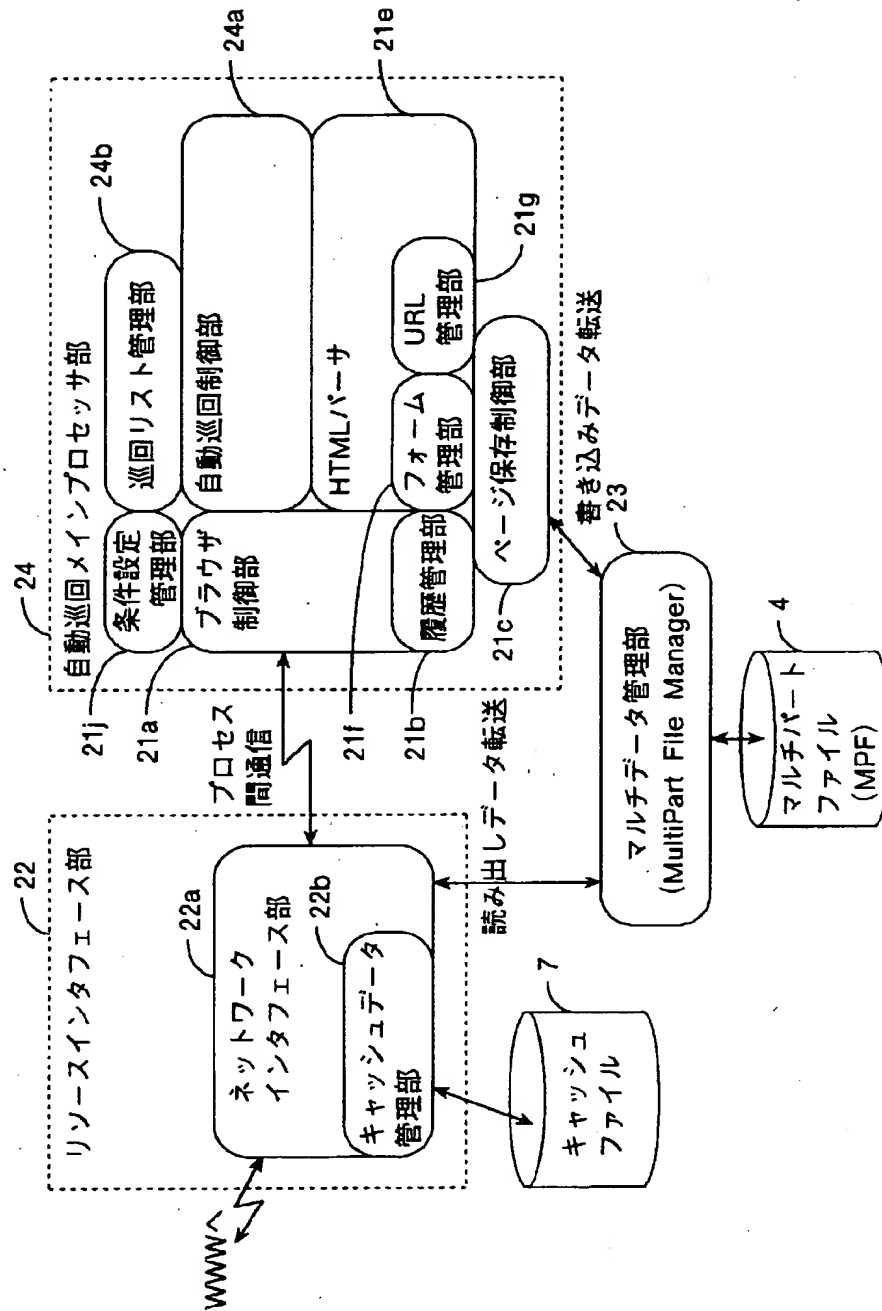 24
自動巡回メインプロセッサ部
21j
条件設定
管理部
巡回リスト管理部
24b
21a
ブラウザ
制御部
自動巡回制御部
24a
HTMLパーサ
21e
21f
フォーム
管理部
URL
管理部
21g
21b
履歴管理部
21c
ページ保存制御部
プロセス
間通信
22
リソースインタフェース部
22a
ネットワーク
インタフェース部
22b
キャッシュデータ
管理部
WWWへ
読み出しデータ転送
書き込みデータ転送
7
キャッシュ
ファイル
23
マルチデータ管理部
(MultiPart File Manager)
4
マルチパート
ファイル
(MPF)